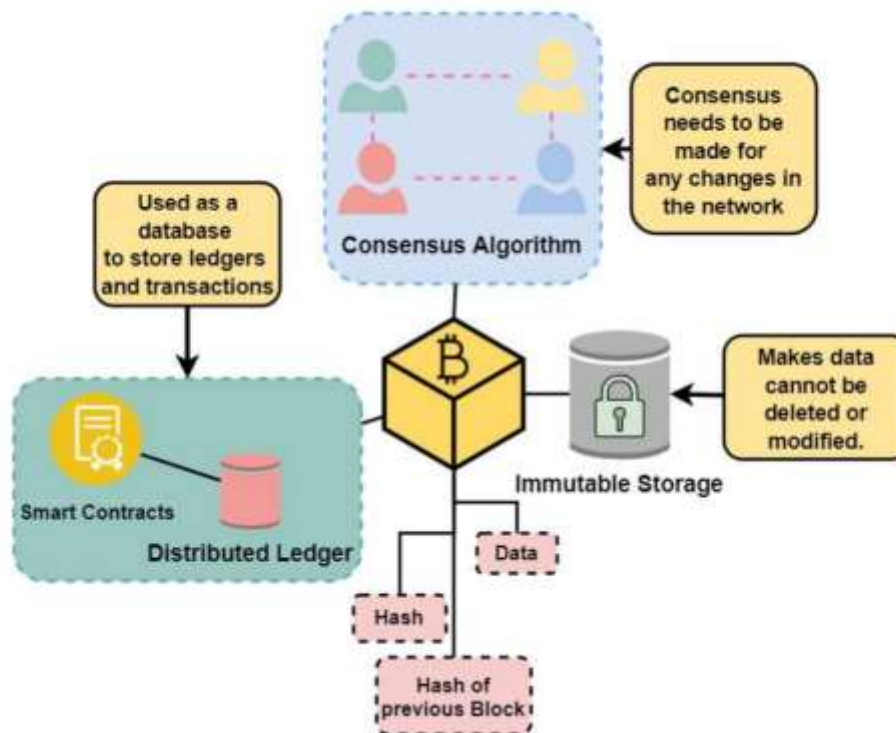 Consensus
needs to be
made for
any changes in
the network
Consensus Algorithm
Used as a
database
to store ledgers
and transactions
Makes data
cannot be
deleted or
modified.
Immutable Storage
Smart Contracts
Distributed Ledger
Data
Hash
Hash of
previous Block